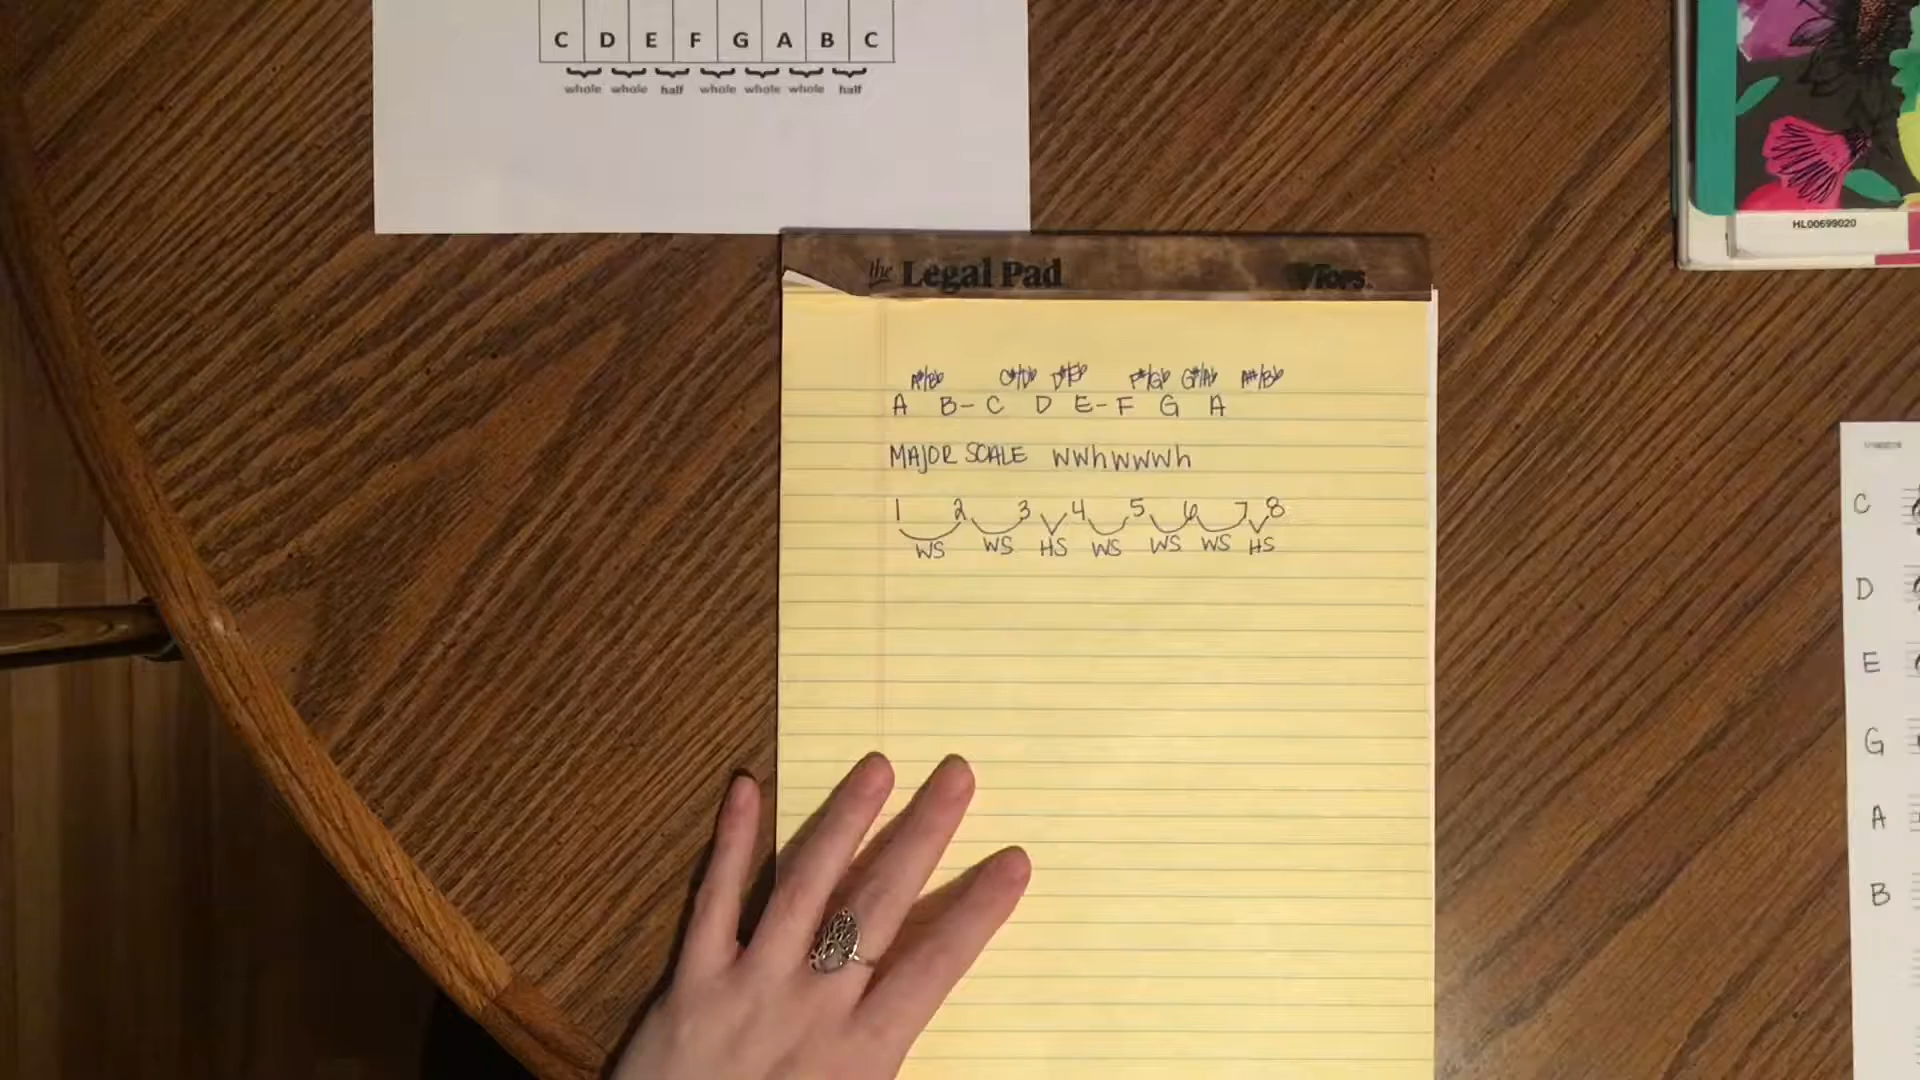 C D E F G A B C
whole whole half whole whole whole half
HL00699020
the Legal Pad
TOPS.
A#/Bb C#/Db D#/Eb F#/Gb G#/Ab A#/Bb
A B- C D E- F G A
MAJOR SCALE WWhWWWh
1 2 3 4 5 6 7 8
WS WS HS WS WS WS HS
C
D
E
G
A
B